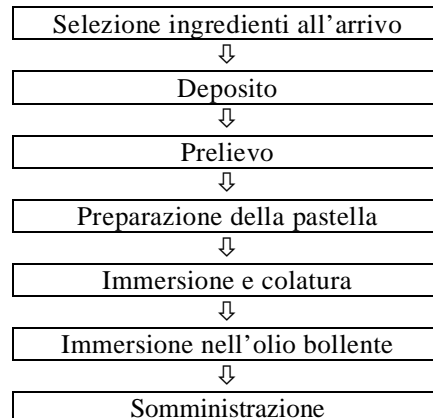 Selezione ingredienti all’arrivo
⇩
Deposito
⇩
Prelievo
⇩
Preparazione della pastella
⇩
Immersione e colatura
⇩
Immersione nell’olio bollente
⇩
Somministrazione